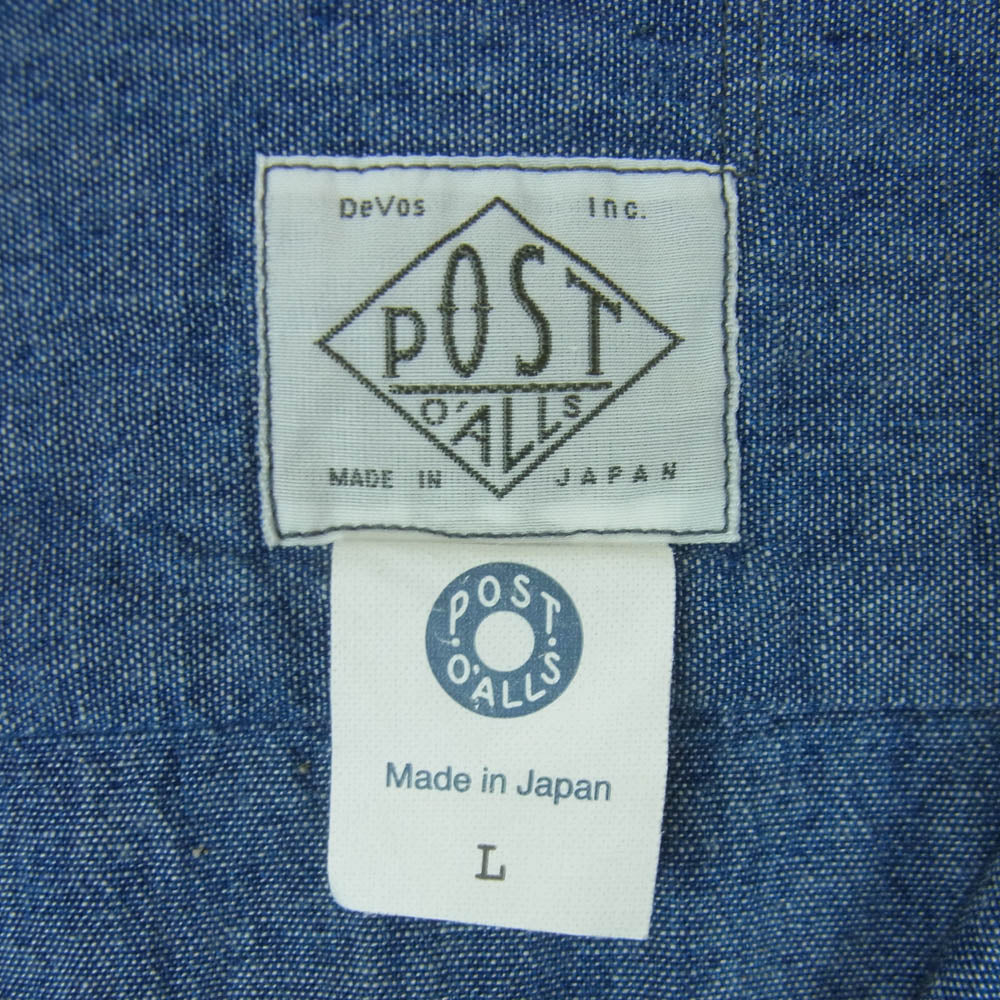 DeVos Inc.
POST
O'ALLS
MADE IN JAPAN
POST
O'ALLS
Made in Japan
L